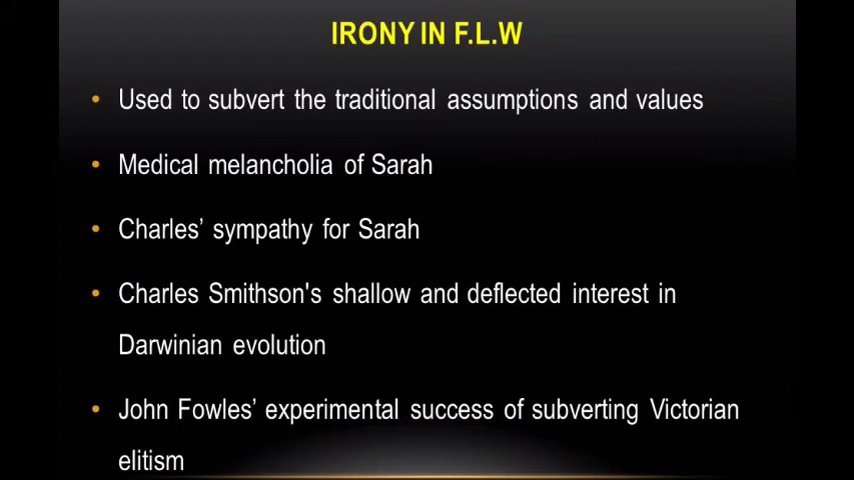 IRONY IN F.L.W
• Used to subvert the traditional assumptions and values
• Medical melancholia of Sarah
• Charles’ sympathy for Sarah
• Charles Smithson's shallow and deflected interest in
Darwinian evolution
• John Fowles’ experimental success of subverting Victorian
elitism